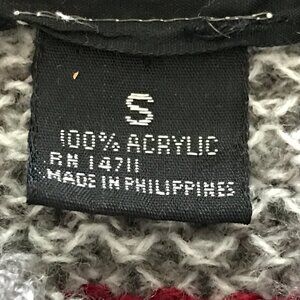 S
100% ACRYLIC
RN 14711
MADE IN PHILIPPINES